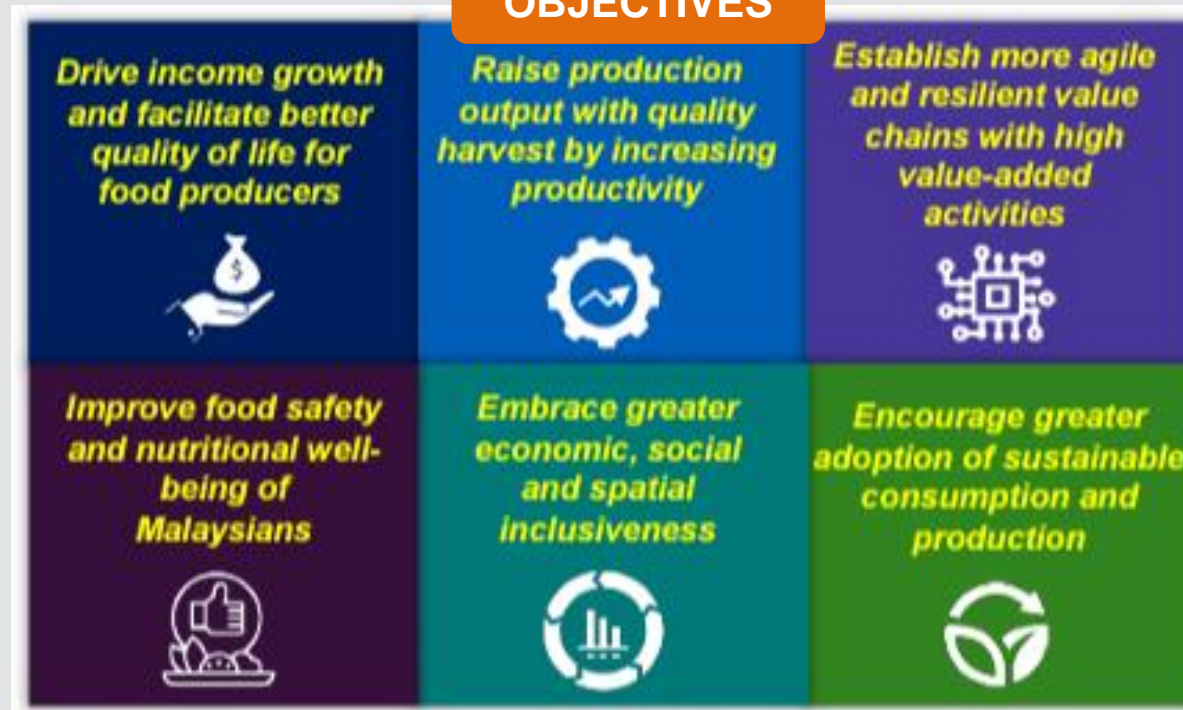 OBJECTIVES
Drive income growth
and facilitate better
quality of life for
food producers
$
Raise production
output with quality
harvest by increasing
productivity
Establish more agile
and resilient value
chains with high
value-added
activities
Improve food safety
and nutritional well-
being of
Malaysians
Embrace greater
economic, social
and spatial
inclusiveness
Encourage greater
adoption of sustainable
consumption and
production